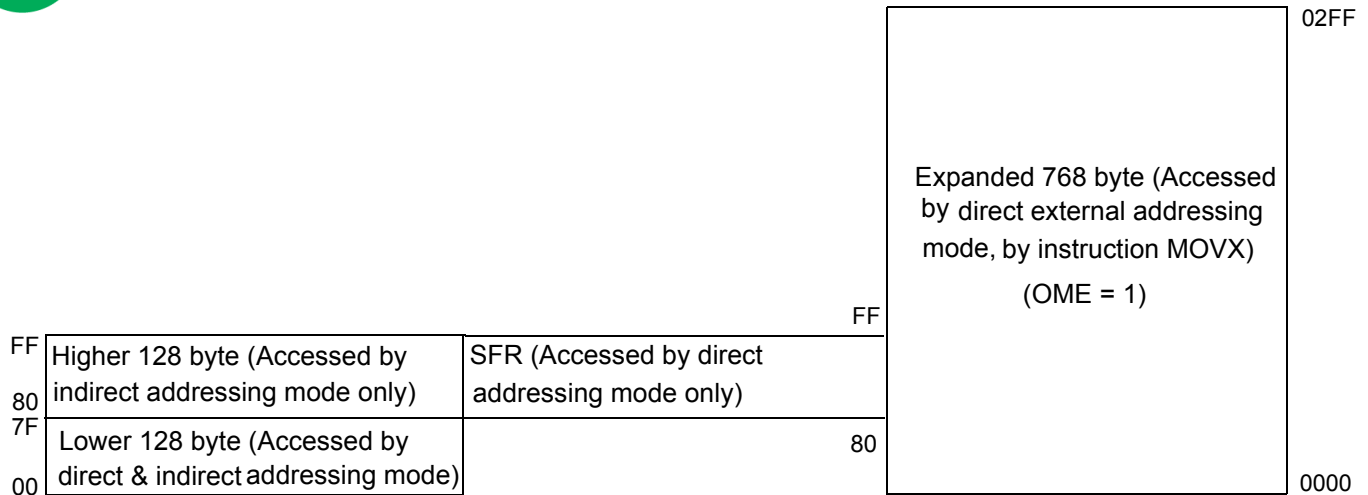 02FF
Expanded 768 byte (Accessed
by direct external addressing
mode, by instruction MOVX)
(OME = 1)
FF
FF
Higher 128 byte (Accessed by
indirect addressing mode only)
80
SFR (Accessed by direct
addressing mode only)
7F
Lower 128 byte (Accessed by
direct & indirect addressing mode)
00
80
0000